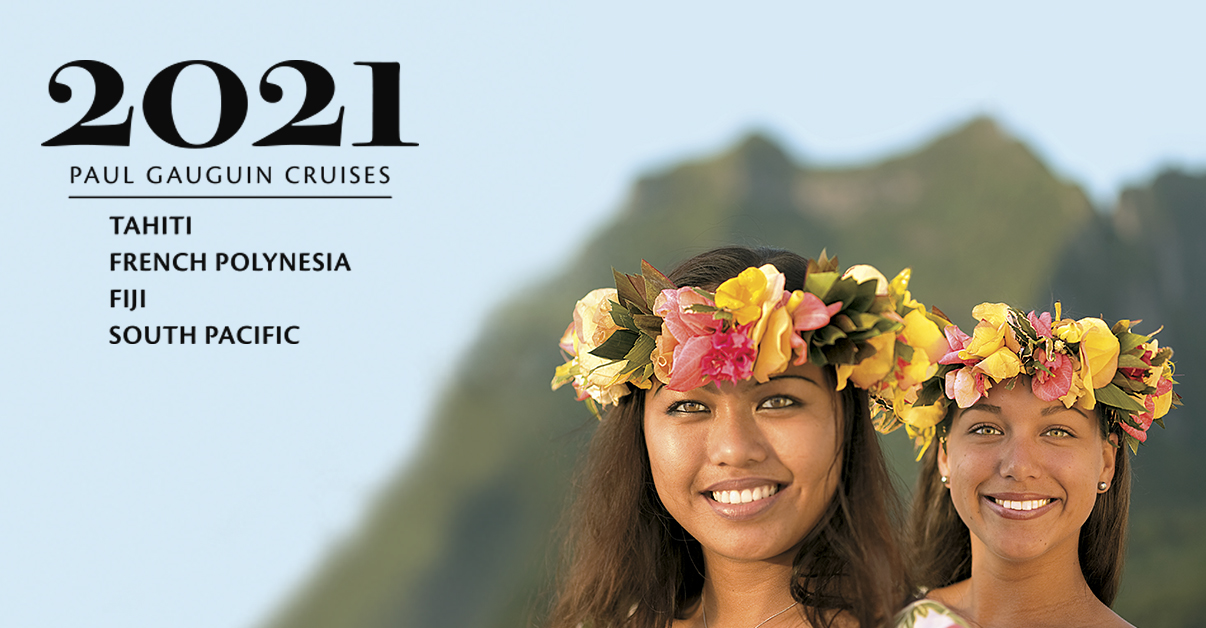 2021
PAUL GAUGUIN CRUISES
TAHITI
FRENCH POLYNESIA
FIJI
SOUTH PACIFIC